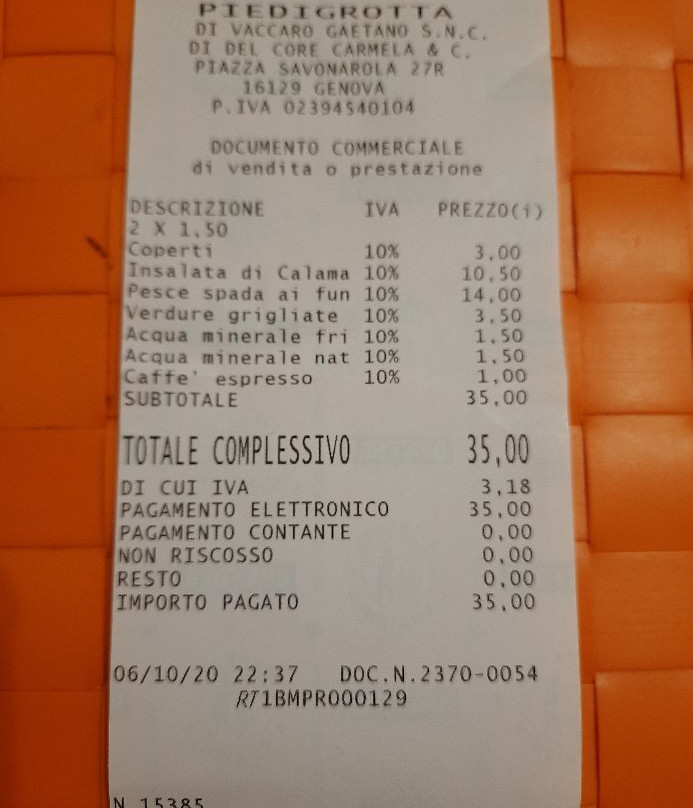 PIEDIGROTTA
DI VACCARO GAETANO S.N.C.
DI DEL CORE CARMELA & C.
PIAZZA SAVONAROLA 27R
16129 GENOVA
P.IVA 02394540104
DOCUMENTO COMMERCIALE
di vendita o prestazione
DESCRIZIONE IVA PREZZO(i)
2 X 1,50
Coperti 10% 3,00
Insalata di Calama 10% 10,50
Pesce spada ai fun 10% 14,00
Verdure grigliate 10% 3,50
Acqua minerale fri 10% 1,50
Acqua minerale nat 10% 1,50
Caffe' espresso 10% 1,00
SUBTOTALE 35,00
TOTALE COMPLESSIVO 35,00
DI CUI IVA 3,18
PAGAMENTO ELETTRONICO 35,00
PAGAMENTO CONTANTE 0,00
NON RISCOSSO 0,00
RESTO 0,00
IMPORTO PAGATO 35,00
06/10/20 22:37 DOC.N.2370-0054
RT1BMPR000129
N 15385